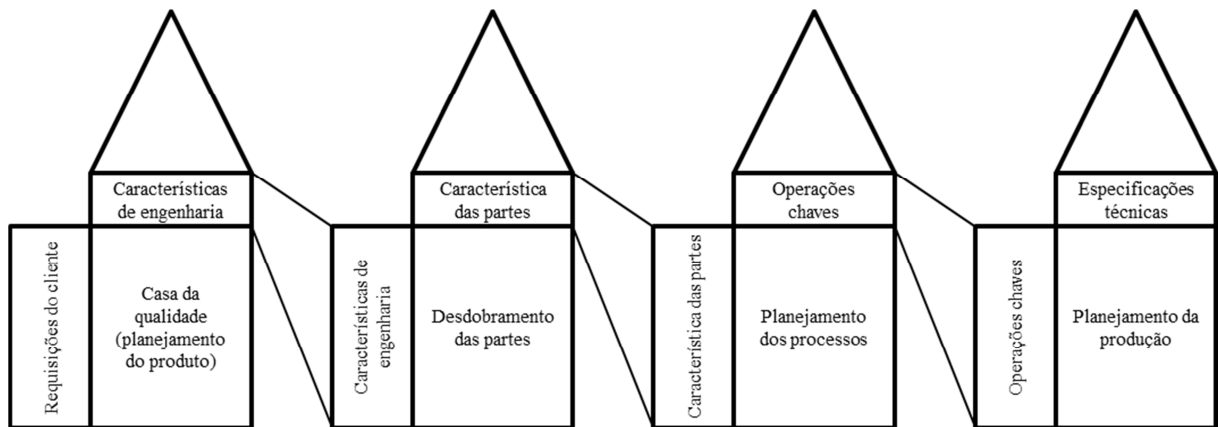 Características
de engenharia
Requisições do cliente
Casa da
qualidade
(planejamento
do produto)
Característica
das partes
Características de
engenharia
Desdobramento
das partes
Operações
chaves
Característica das partes
Planejamento
dos processos
Especificações
técnicas
Operações chaves
Planejamento da
produção